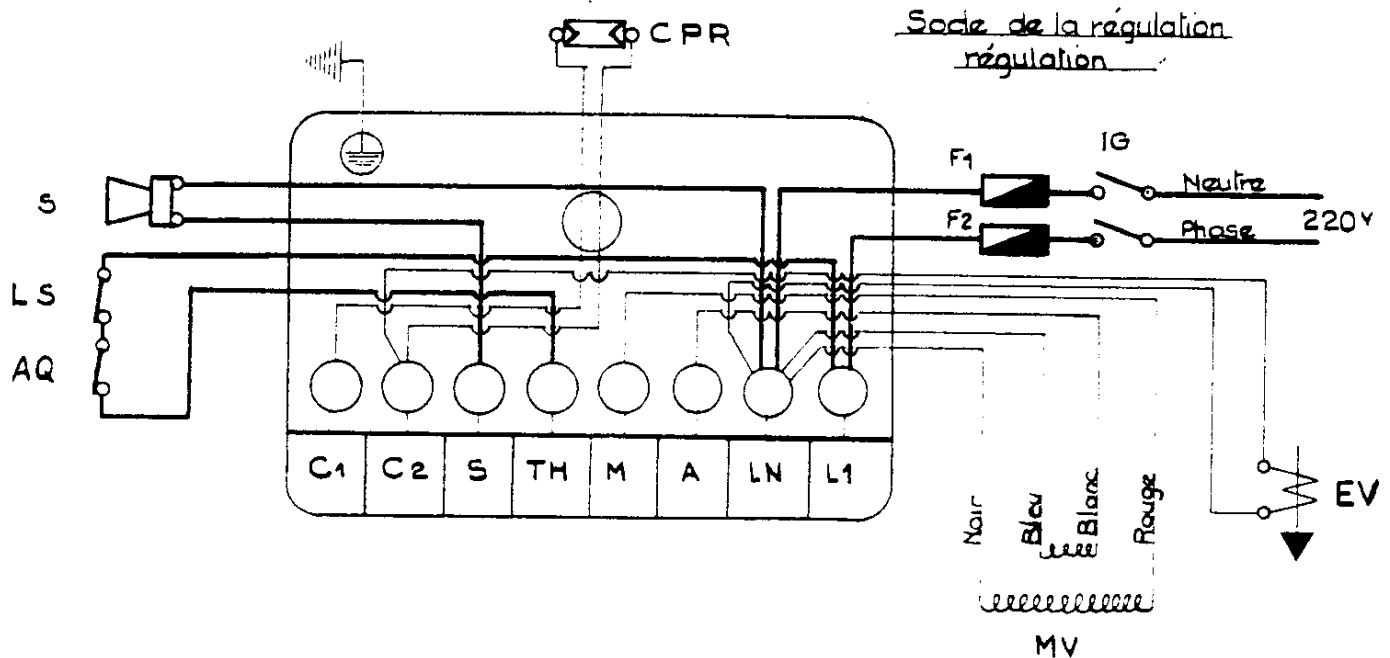 CPR
Socle de la régulation
régulation
F1
IG
Neutre
S
F2
Phase
220V
LS
AQ
C1 C2 S TH M A LN L1
Noir
Bleu
Blanc
Rouge
EV
MV